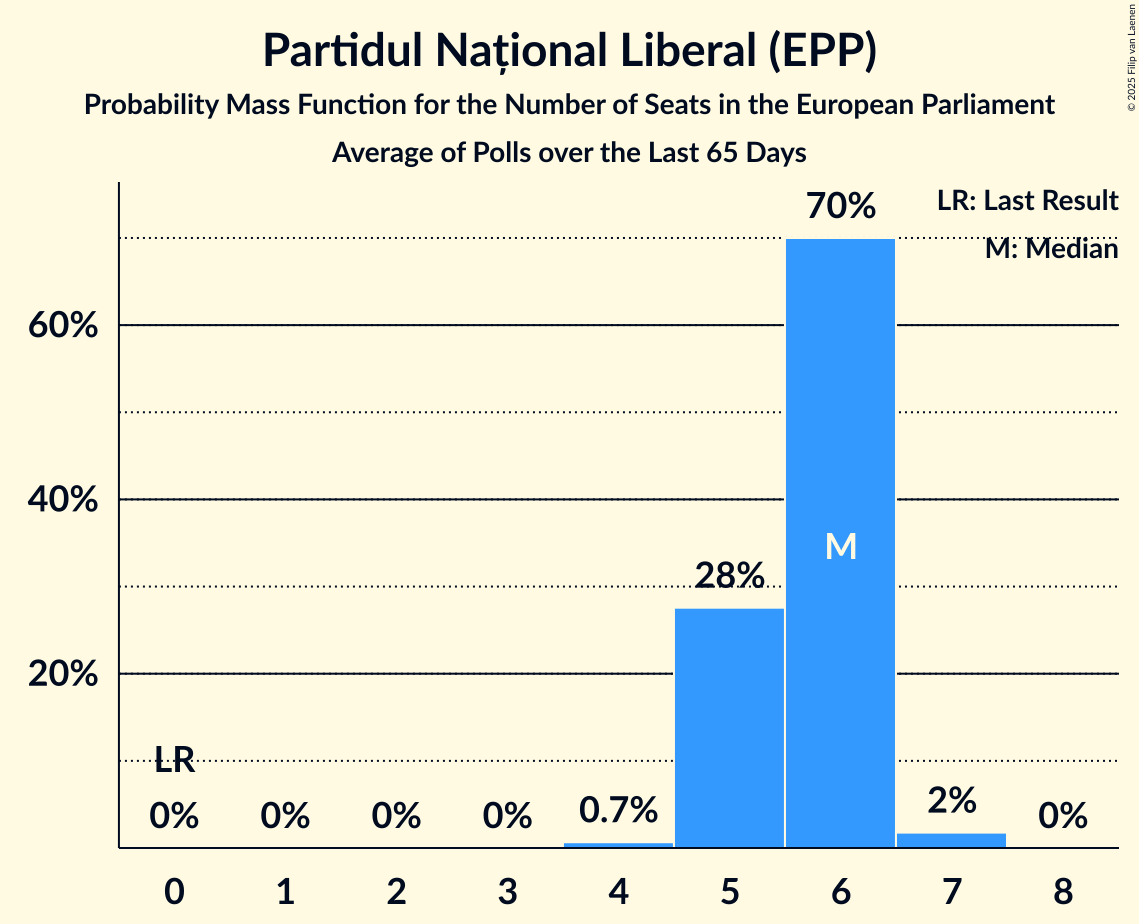 Partidul Național Liberal (EPP)
Probability Mass Function for the Number of Seats in the European Parliament
Average of Polls over the Last 65 Days
© 2025 Filip van Laenen
LR: Last Result
M: Median
70%
60%
40%
M
28%
20%
LR
0% 0% 0% 0% 0.7% 2% 0%
0 1 2 3 4 5 6 7 8